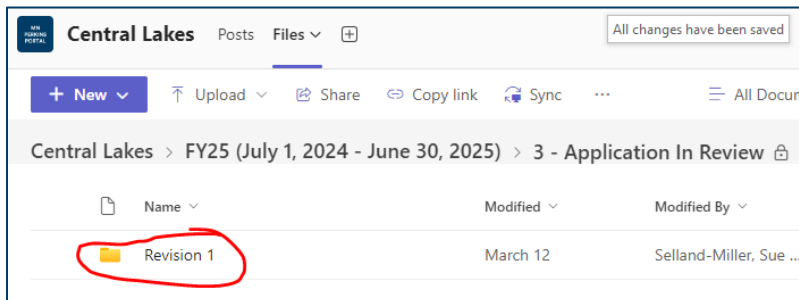 MN
PERKINS
PORTAL
Central Lakes Posts Files
All changes have been saved
+ New Upload Share Copy link Sync ... All Docum
Central Lakes > FY25 (July 1, 2024 - June 30, 2025) > 3 - Application In Review
Name Modified Modified By
Revision 1 March 12 Selland-Miller, Sue ...